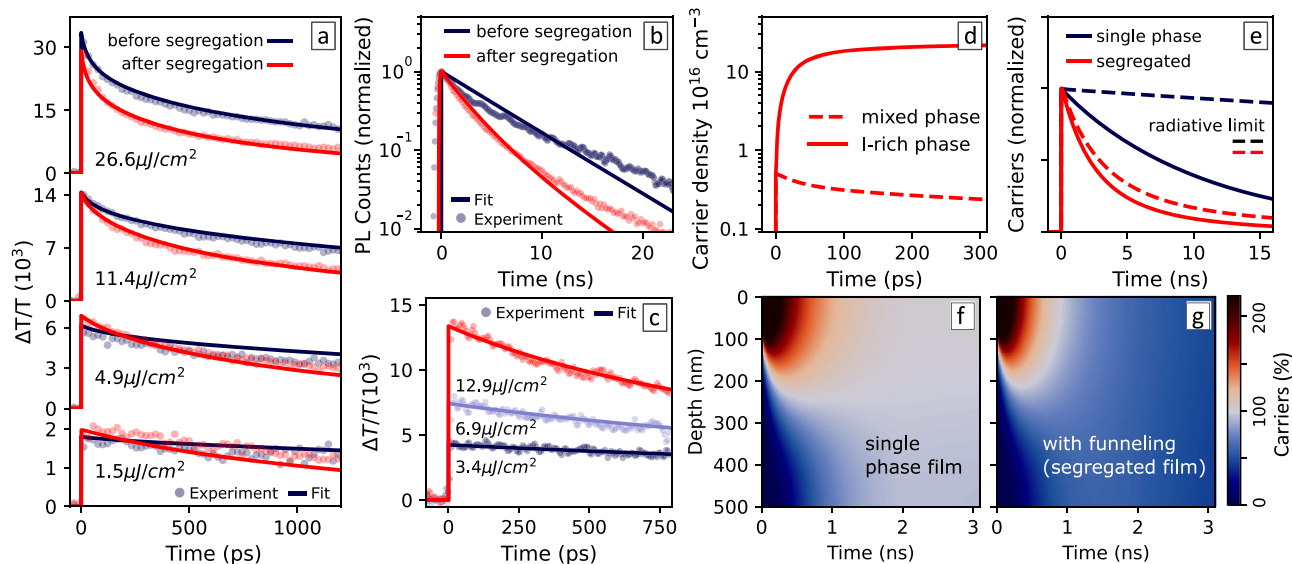 a
before segregation
after segregation
30
15
0
26.6μJ/cm²
14
7
0
11.4μJ/cm²
6
3
0
4.9μJ/cm²
2
1
0
1.5μJ/cm²
Experiment
Fit
0
500
1000
Time (ps)
ΔT/T (10³)
b
before segregation
after segregation
10⁰
10⁻¹
10⁻²
Fit
Experiment
0
10
20
Time (ns)
PL Counts (normalized)
c
Experiment
Fit
15
10
5
0
12.9μJ/cm²
6.9μJ/cm²
3.4μJ/cm²
0
250
500
750
Time (ps)
ΔT/T(10³)
d
10
1
0.1
mixed phase
I-rich phase
0
100
200
300
Time (ps)
Carrier density 10¹⁶ cm⁻³
e
single phase
segregated
radiative limit
0
5
10
15
Time (ns)
Carriers (normalized)
f
0
100
200
300
400
500
single
phase film
0
1
2
3
Time (ns)
Depth (nm)
g
with funneling
(segregated film)
0
1
2
3
Time (ns)
200
100
0
Carriers (%)